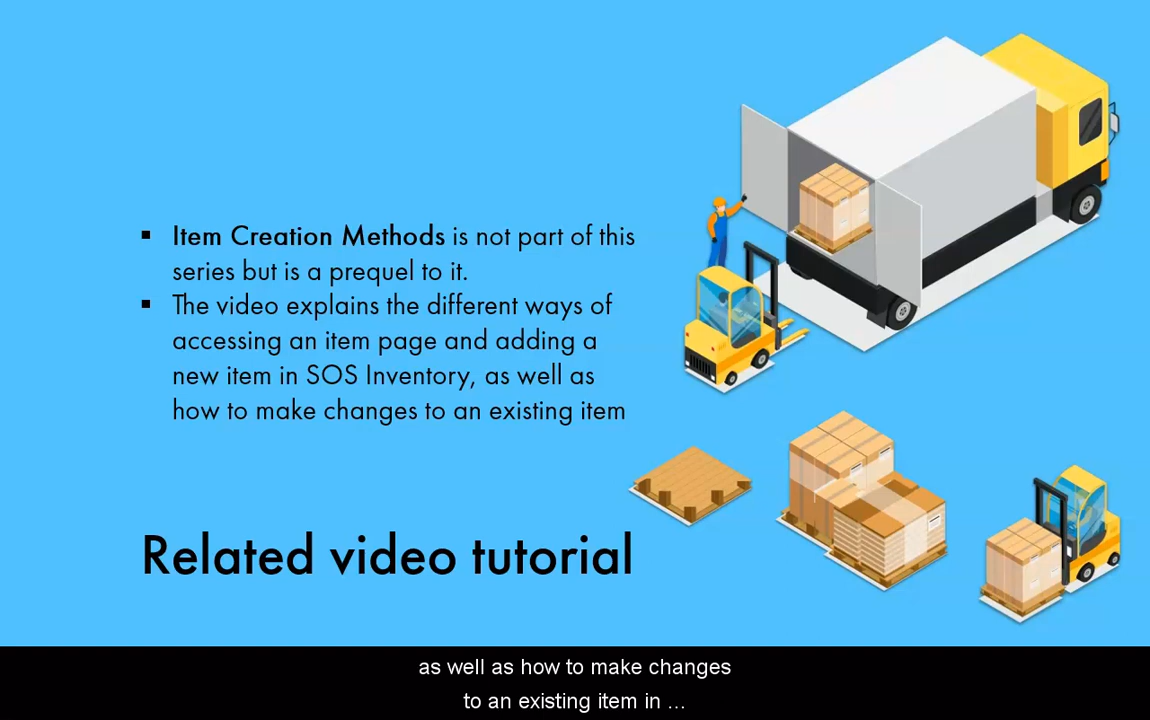 ▪ Item Creation Methods is not part of this
series but is a prequel to it.
▪ The video explains the different ways of
accessing an item page and adding a
new item in SOS Inventory, as well as
how to make changes to an existing item
Related video tutorial
as well as how to make changes
to an existing item in ...